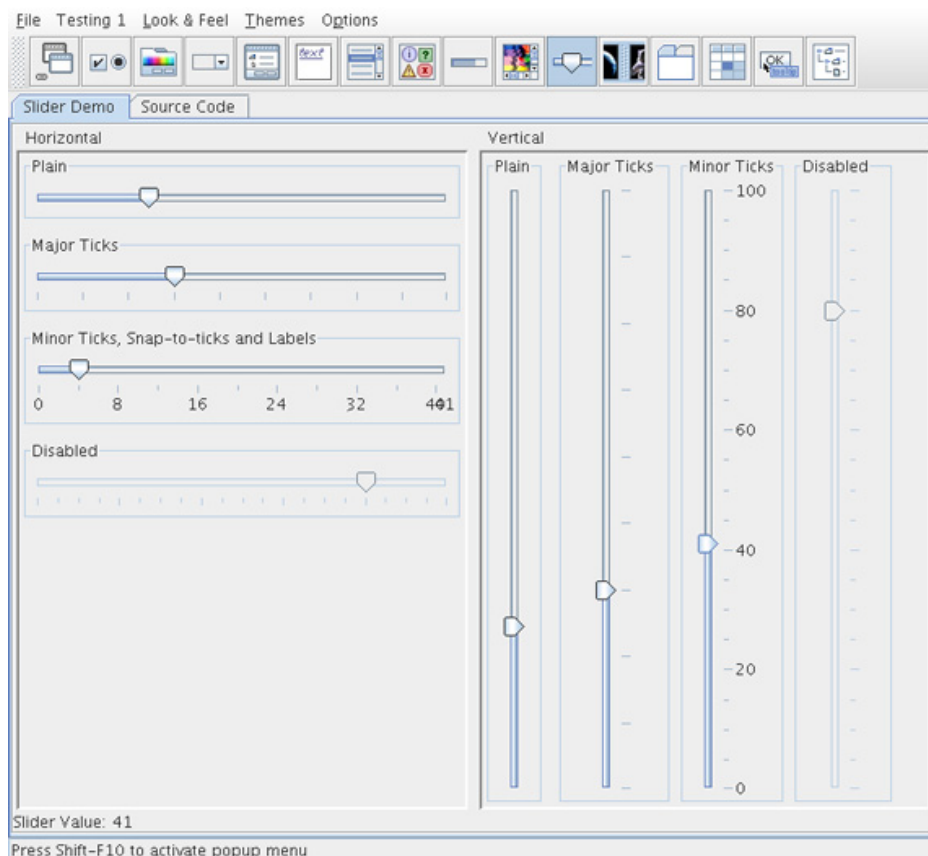 File Testing 1 Look & Feel Themes Options
text
OK
Slider Demo Source Code
Horizontal
Plain
Major Ticks
Minor Ticks, Snap-to-ticks and Labels
0 8 16 24 32 40 41
Disabled
Vertical
Plain Major Ticks Minor Ticks Disabled
100
80
60
40
20
0
Slider Value: 41
Press Shift-F10 to activate popup menu